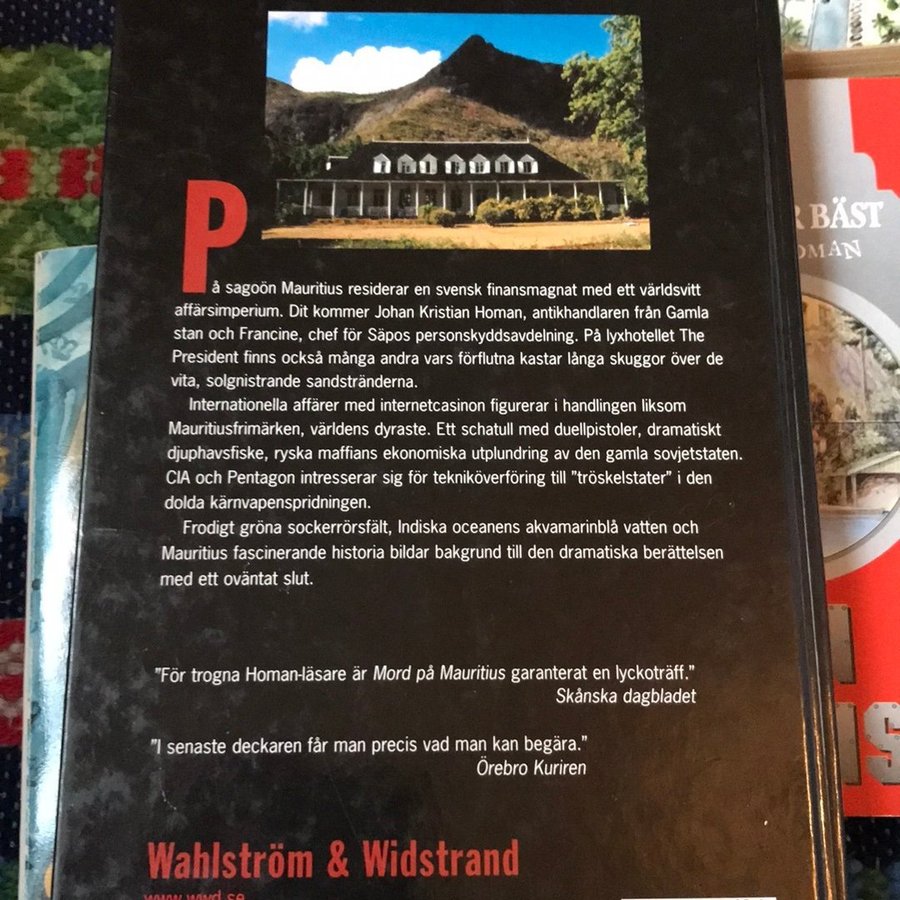 På sagoön Mauritius residerar en svensk finansmagnat med ett världsvitt
affärsimperium. Dit kommer Johan Kristian Homan, antikhandlaren från Gamla
stan och Francine, chef för Säpos personskyddsavdelning. På lyxhotellet The
President finns också många andra vars förflutna kastar långa skuggor över de
vita, solgnistrande sandstränderna.
Internationella affärer med internetcasinon figurerar i handlingen liksom
Mauritiusfrimärken, världens dyraste. Ett schatull med duellpistoler, dramatiskt
djuphavsfiske, ryska maffians ekonomiska utplundring av den gamla sovjetstaten.
CIA och Pentagon intresserar sig för tekniköverföring till "tröskelstater" i den
dolda kärnvapenspridningen.
Frodigt gröna sockerrörsfält, Indiska oceanens akvamarinblå vatten och
Mauritius fascinerande historia bildar bakgrund till den dramatiska berättelsen
med ett oväntat slut.
"För trogna Homan-läsare är Mord på Mauritius garanterat en lyckoträff."
Skånska dagbladet
"I senaste deckaren får man precis vad man kan begära."
Örebro Kuriren
Wahlström & Widstrand
www.wwd.se
R BÄST
OMAN